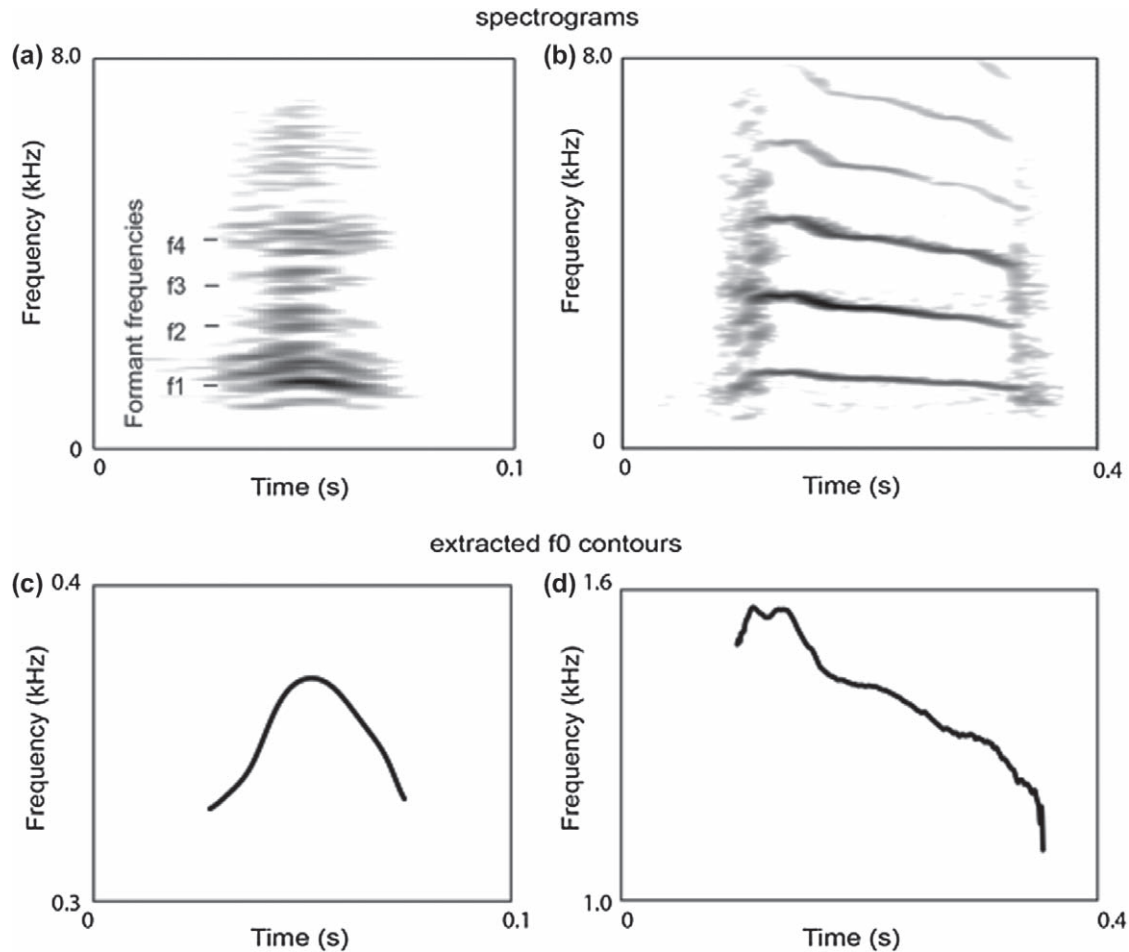 spectrograms
(a)
8.0
Frequency (kHz)
Formant frequencies
f4
f3
f2
f1
0
0
0.1
Time (s)
(b)
8.0
Frequency (kHz)
0
0
0.4
Time (s)
extracted f0 contours
(c)
0.4
Frequency (kHz)
0.3
0
0.1
Time (s)
(d)
1.6
Frequency (kHz)
1.0
0
0.4
Time (s)